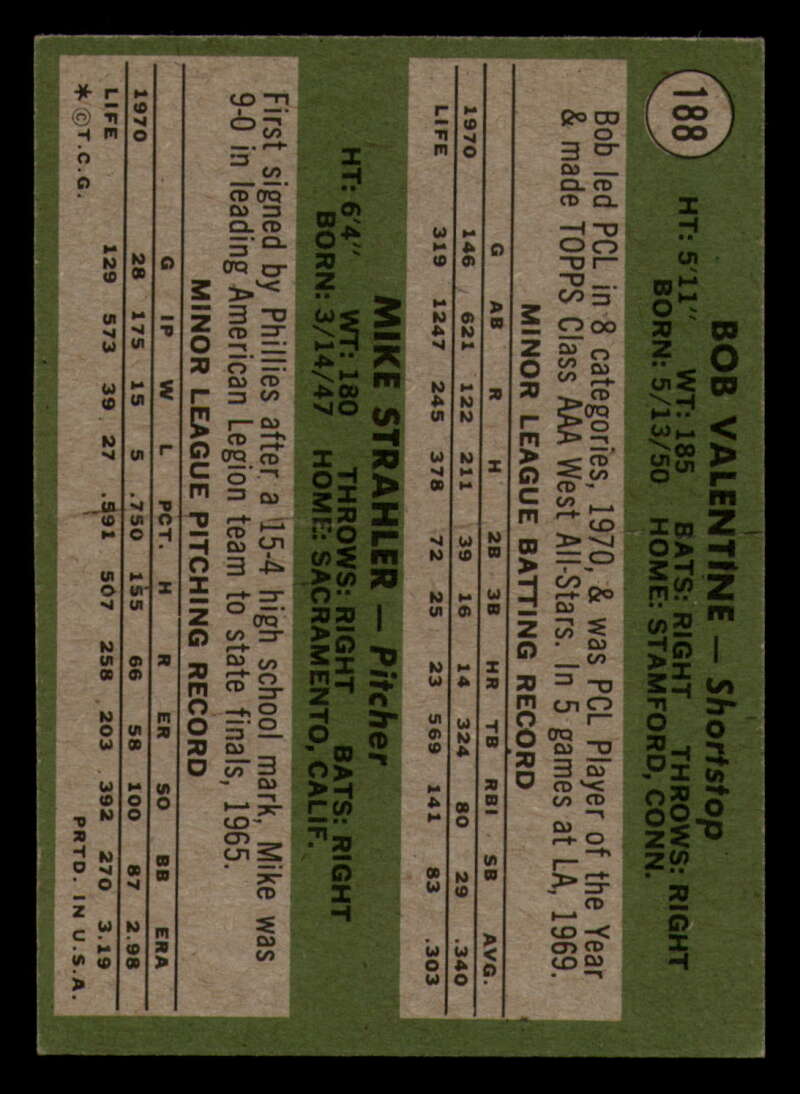 188
BOB VALENTINE — Shortstop
HT: 5'11" WT: 185 BATS: RIGHT THROWS: RIGHT
BORN: 5/13/50 HOME: STAMFORD, CONN.
Bob led PCL in 8 categories, 1970, & was PCL Player of the Year
& made TOPPS Class AAA West All-Stars. In 5 games at LA, 1969.
MINOR LEAGUE BATTING RECORD
G AB R H 2B 3B HR TB RBI SB AVG.
1970 146 621 122 211 39 16 14 324 80 29 .340
LIFE 319 1247 245 378 72 25 23 569 141 83 .303
MIKE STRAHLER — Pitcher
HT: 6'4" WT: 180 THROWS: RIGHT BATS: RIGHT
BORN: 3/14/47 HOME: SACRAMENTO, CALIF.
First signed by Phillies after a 15-4 high school mark, Mike was
9-0 in leading American Legion team to state finals, 1965.
MINOR LEAGUE PITCHING RECORD
G IP W L PCT. H R ER SO BB ERA
1970 28 175 15 5 .750 155 66 58 100 87 2.98
LIFE 129 573 39 27 .591 507 258 203 392 270 3.19
*©T.C.G. PRTD. IN U.S.A.